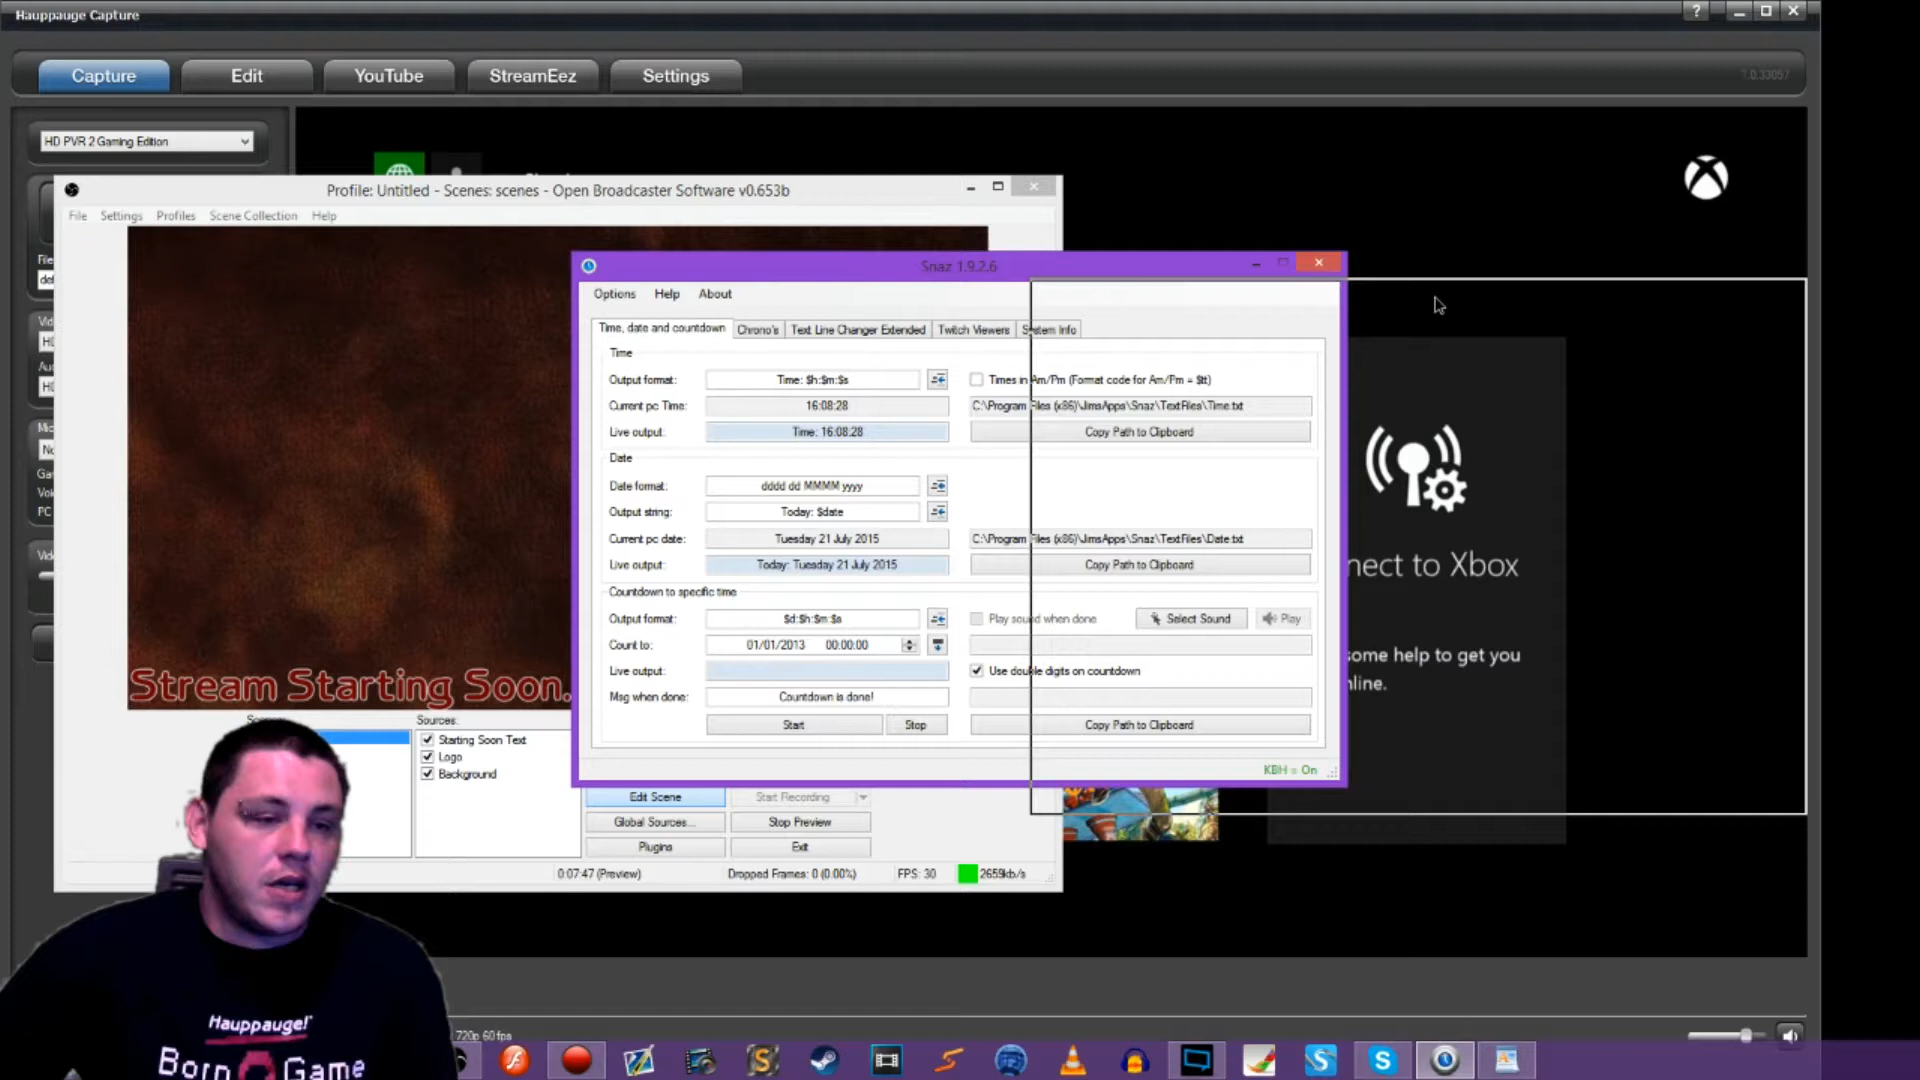 Hauppauge Capture
Capture
Edit
YouTube
StreamEez
Settings
7.0.33057
HD PVR 2 Gaming Edition
Profile: Untitled - Scenes: scenes - Open Broadcaster Software v0.653b
File Settings Profiles Scene Collection Help
Snaz 1.9.2.6
Options Help About
Time, date and countdown
Chrono's
Text Line Changer Extended
Twitch Viewers
System Info
Time
Output format: Time: $h:$m:$s
Times in Am/Pm (Format code for Am/Pm = $tt)
Current pc Time: 16:08:28
C:\Program Files (x86)\JimsApps\Snaz\TextFiles\Time.txt
Live output: Time: 16:08:28
Copy Path to Clipboard
Date
Date format: dddd dd MMMM yyyy
Output string: Today: $date
Current pc date: Tuesday 21 July 2015
C:\Program Files (x86)\JimsApps\Snaz\TextFiles\Date.txt
Live output: Today: Tuesday 21 July 2015
Copy Path to Clipboard
Countdown to specific time
Output format: $d:$h:$m:$s
Play sound when done
Select Sound
Play
Count to: 01/01/2013 00:00:00
Live output:
Use double digits on countdown
Msg when done: Countdown is done!
Start
Stop
Copy Path to Clipboard
KBH = On
nect to Xbox
some help to get you
nline.
Stream Starting Soon.
Sources:
Starting Soon Text
Logo
Background
Edit Scene
Start Recording
Global Sources...
Stop Preview
Plugins
Exit
0:07:47 (Preview)
Dropped Frames: 0 (0.00%)
FPS: 30
2659kb/s
720p 60 fps
Hauppauge!
Born Game